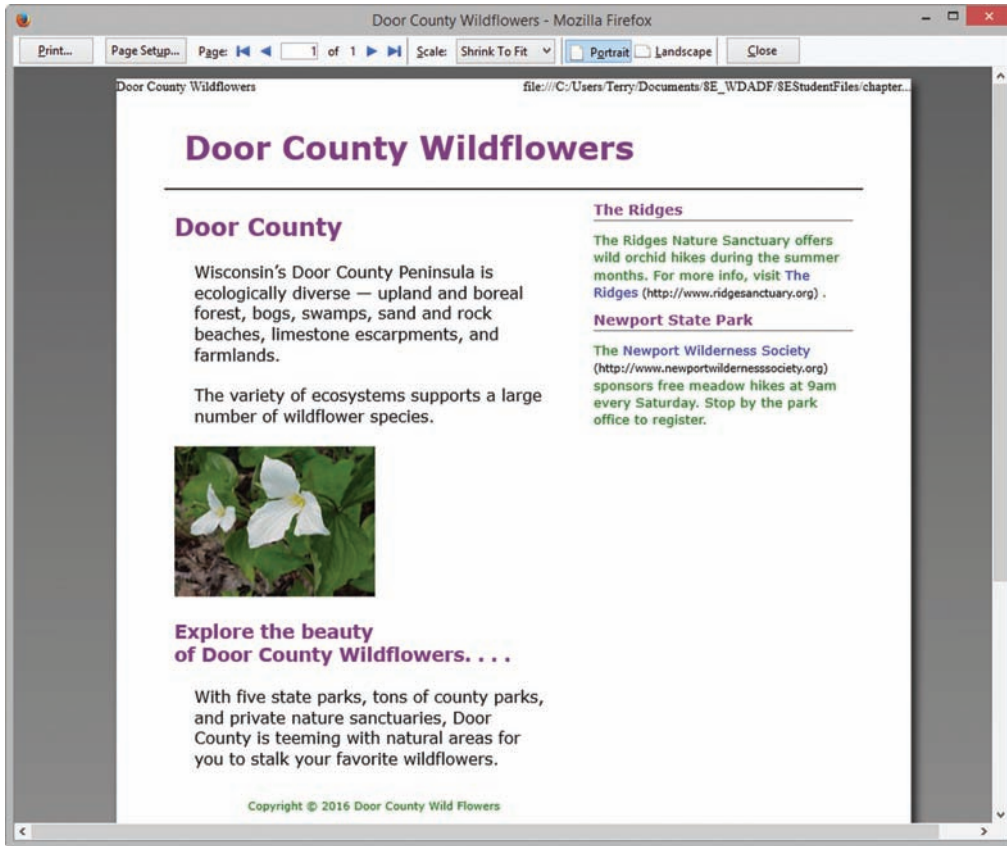 Door County Wildflowers - Mozilla Firefox
Print... Page Setup... Page: 1 of 1 Scale: Shrink To Fit Portrait Landscape Close
Door County Wildflowers file:///C:/Users/Terry/Documents/8E_WDADF/8EStudentFiles/chapter...
Door County Wildflowers
Door County
Wisconsin's Door County Peninsula is
ecologically diverse — upland and boreal
forest, bogs, swamps, sand and rock
beaches, limestone escarpments, and
farmlands.
The variety of ecosystems supports a large
number of wildflower species.
Explore the beauty
of Door County Wildflowers. . . .
With five state parks, tons of county parks,
and private nature sanctuaries, Door
County is teeming with natural areas for
you to stalk your favorite wildflowers.
Copyright © 2016 Door County Wild Flowers
The Ridges
The Ridges Nature Sanctuary offers
wild orchid hikes during the summer
months. For more info, visit The
Ridges (http://www.ridgesanctuary.org) .
Newport State Park
The Newport Wilderness Society
(http://www.newportwildernesssociety.org)
sponsors free meadow hikes at 9am
every Saturday. Stop by the park
office to register.